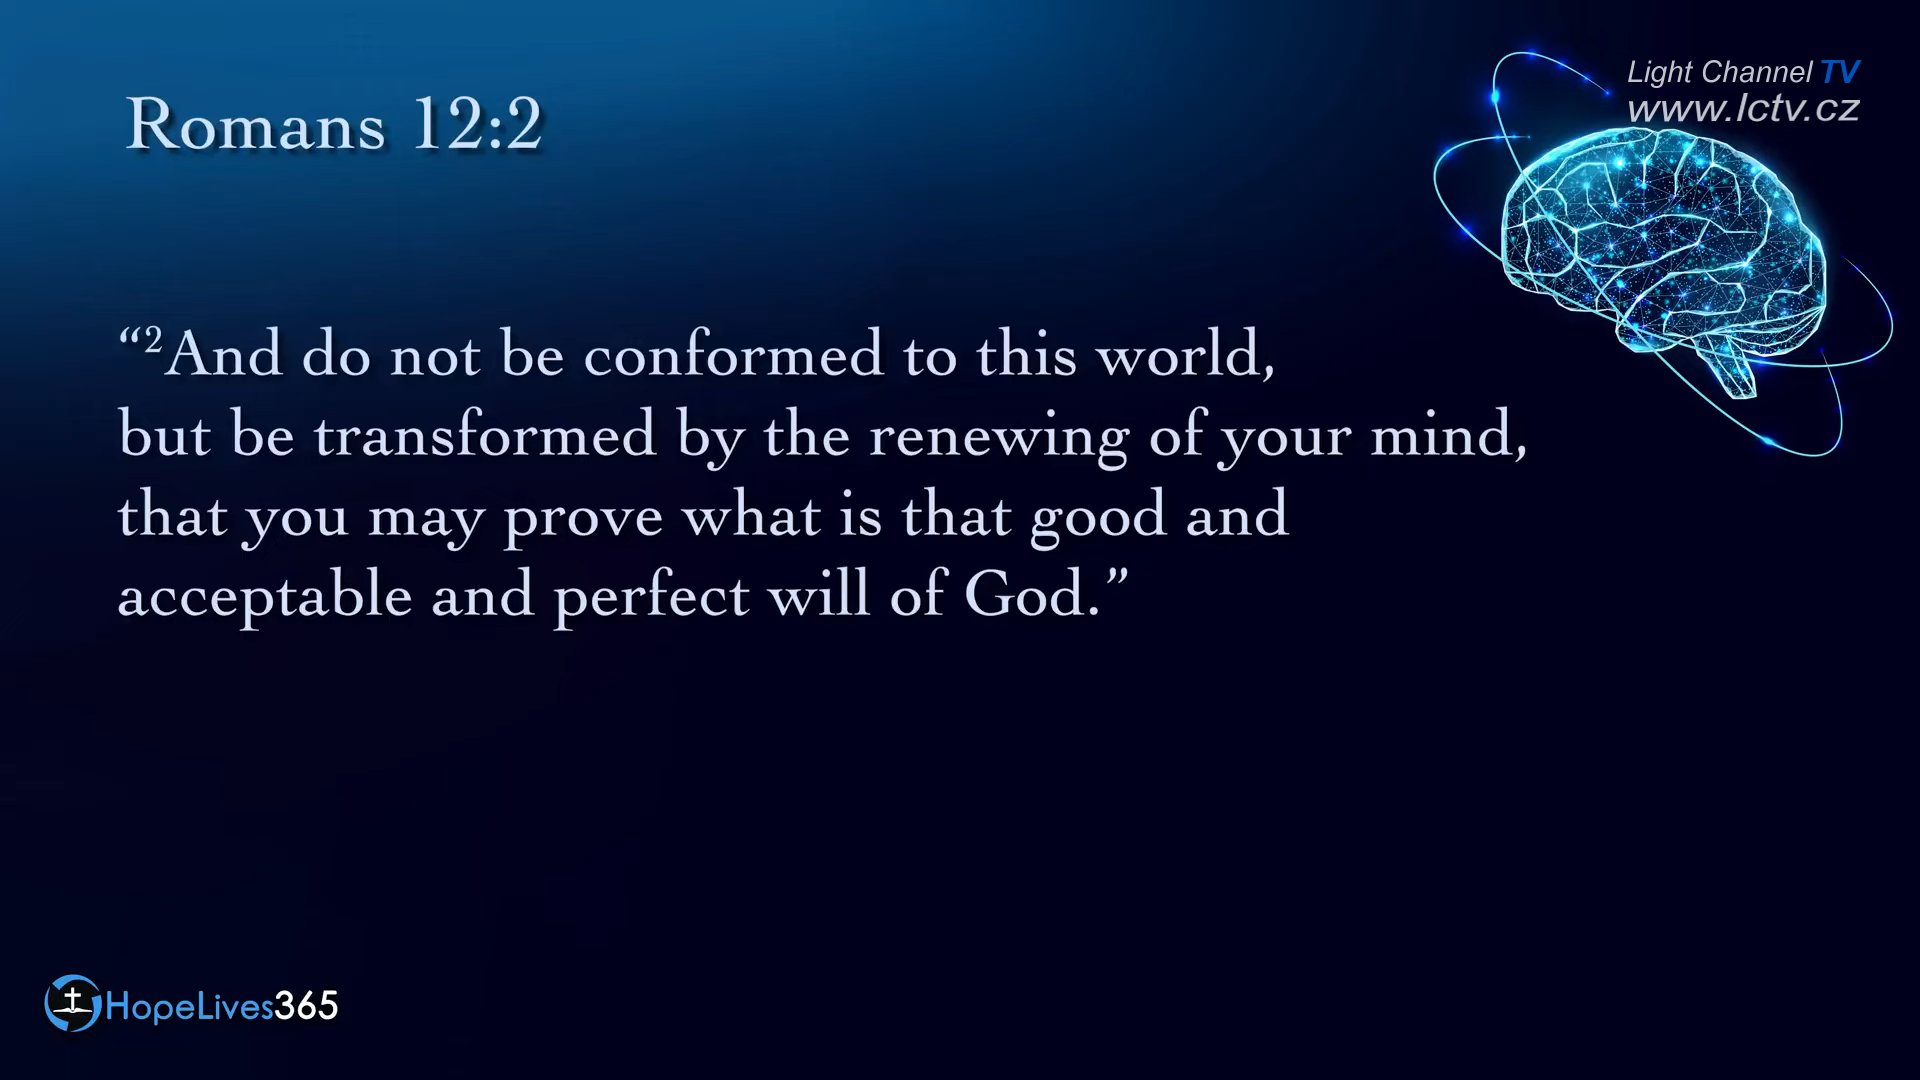 Light Channel TV
www.lctv.cz
Romans 12:2
“²And do not be conformed to this world,
but be transformed by the renewing of your mind,
that you may prove what is that good and
acceptable and perfect will of God.”
HopeLives365